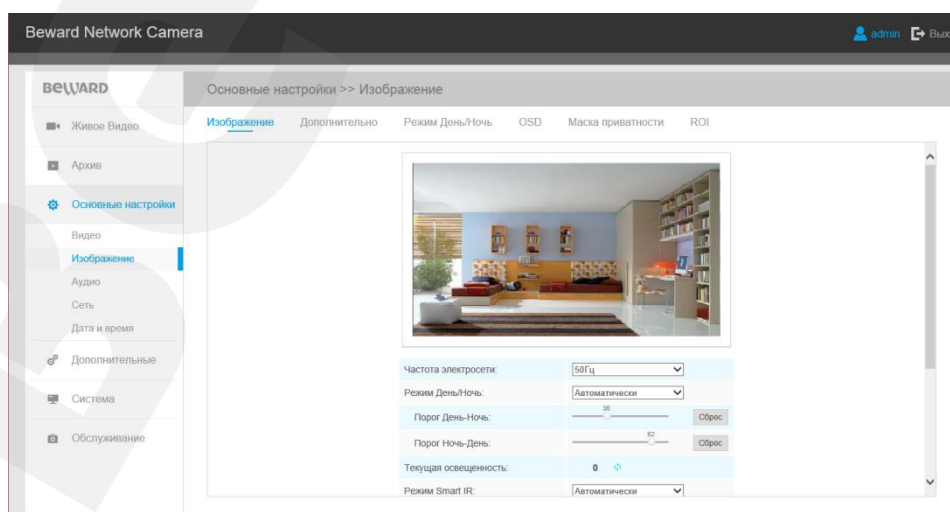 Beward Network Camera
admin Вых
BEWARD
Основные настройки >> Изображение
Живое Видео
Архив
Основные настройки
Видео
Изображение
Аудио
Сеть
Дата и время
Дополнительные
Система
Обслуживание
Изображение Дополнительно Режим День/Ночь OSD Маска приватности ROI
Частота электросети: 50Гц
Режим День/Ночь: Автоматически
Порог День-Ночь: 36 Сброс
Порог Ночь-День: 82 Сброс
Текущая освещенность: 0
Режим Smart IR: Автоматически